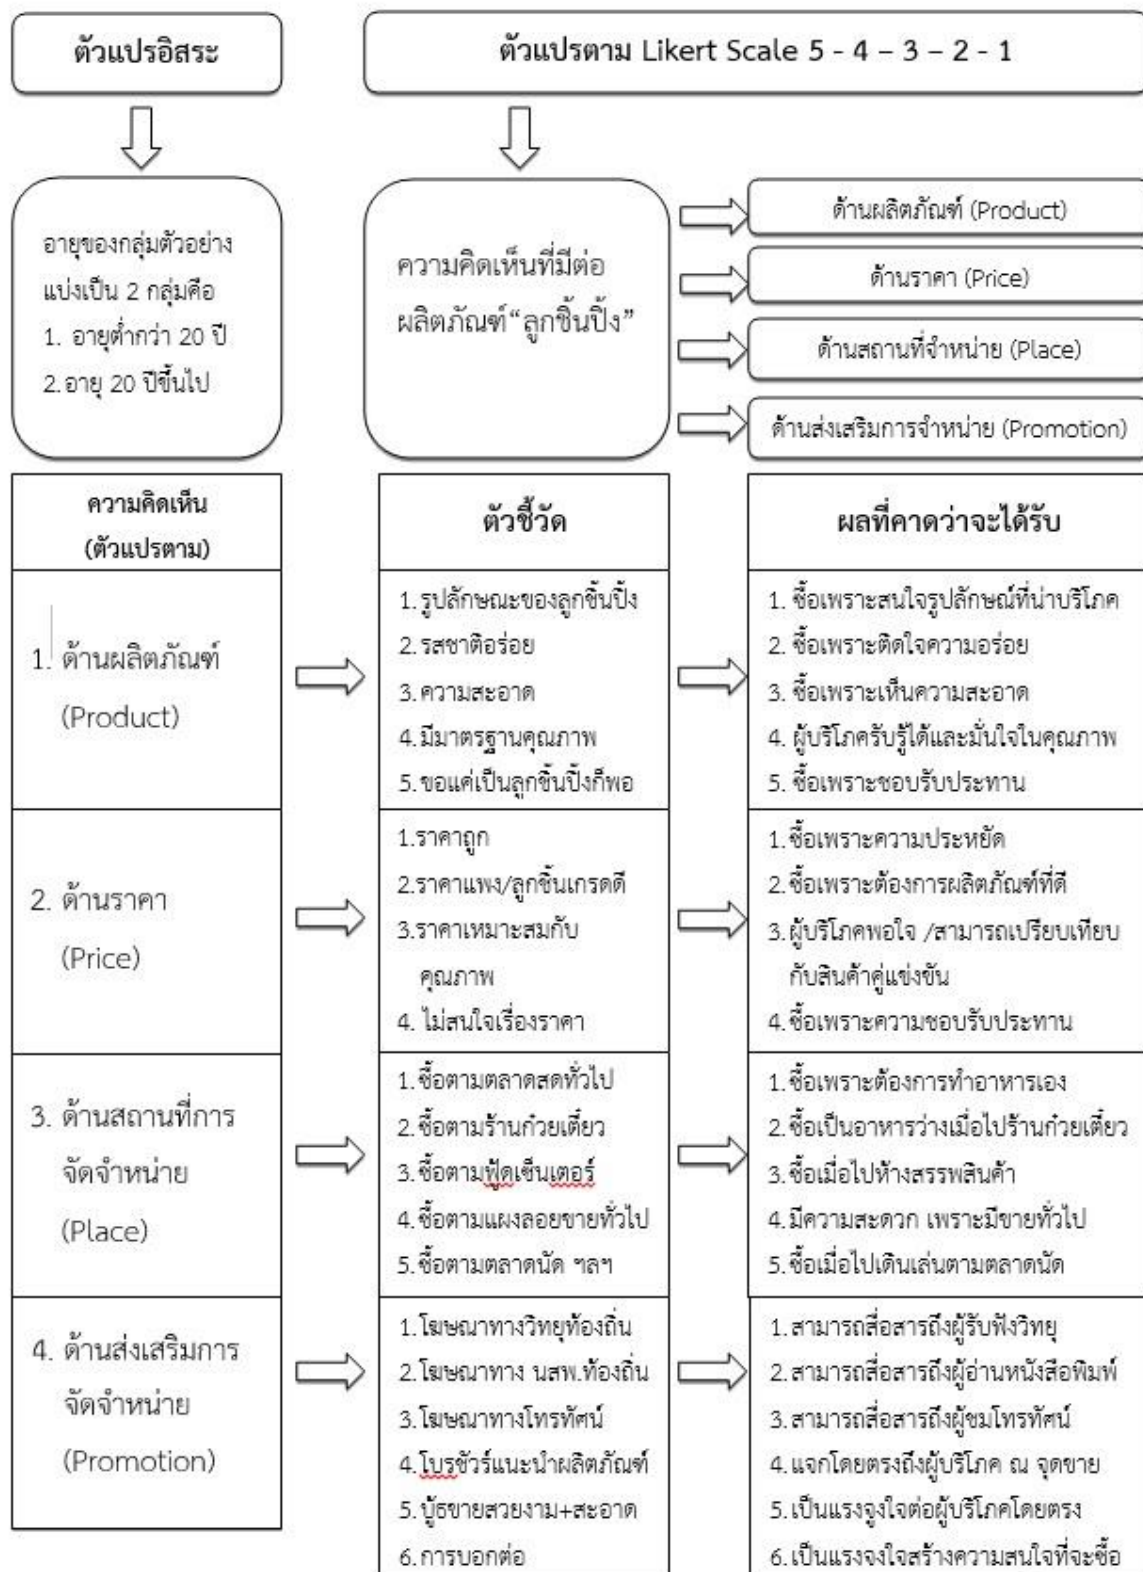 ตัวแปรอิสระ
ตัวแปรตาม Likert Scale 5 - 4 – 3 – 2 - 1
อายุของกลุ่มตัวอย่าง
แบ่งเป็น 2 กลุ่มคือ
1. อายุต่ำกว่า 20 ปี
2. อายุ 20 ปีขึ้นไป
ความคิดเห็นที่มีต่อ
ผลิตภัณฑ์“ลูกชิ้นปิ้ง”
ด้านผลิตภัณฑ์ (Product)
ด้านราคา (Price)
ด้านสถานที่จำหน่าย (Place)
ด้านส่งเสริมการจำหน่าย (Promotion)
ความคิดเห็น
(ตัวแปรตาม)
ตัวชี้วัด
ผลที่คาดว่าจะได้รับ
1. ด้านผลิตภัณฑ์
(Product)
1. รูปลักษณะของลูกชิ้นปิ้ง
2. รสชาติอร่อย
3. ความสะอาด
4. มีมาตรฐานคุณภาพ
5. ขอแค่เป็นลูกชิ้นปิ้งก็พอ
1. ซื้อเพราะสนใจรูปลักษณ์ที่น่าบริโภค
2. ซื้อเพราะติดใจความอร่อย
3. ซื้อเพราะเห็นความสะอาด
4. ผู้บริโภครับรู้ได้และมั่นใจในคุณภาพ
5. ซื้อเพราะชอบรับประทาน
2. ด้านราคา
(Price)
1.ราคาถูก
2.ราคาแพง/ลูกชิ้นเกรดดี
3.ราคาเหมาะสมกับ
คุณภาพ
4. ไม่สนใจเรื่องราคา
1. ซื้อเพราะความประหยัด
2. ซื้อเพราะต้องการผลิตภัณฑ์ที่ดี
3. ผู้บริโภคพอใจ /สามารถเปรียบเทียบ
กับสินค้าคู่แข่งขัน
4. ซื้อเพราะความชอบรับประทาน
3. ด้านสถานที่การ
จัดจำหน่าย
(Place)
1. ซื้อตามตลาดสดทั่วไป
2. ซื้อตามร้านก๋วยเตี๋ยว
3. ซื้อตามฟู้ดเซ็นเตอร์
4. ซื้อตามแผงลอยขายทั่วไป
5. ซื้อตามตลาดนัด ฯลฯ
1. ซื้อเพราะต้องการทำอาหารเอง
2. ซื้อเป็นอาหารว่างเมื่อไปร้านก๋วยเตี๋ยว
3. ซื้อเมื่อไปห้างสรรพสินค้า
4. มีความสะดวก เพราะมีขายทั่วไป
5. ซื้อเมื่อไปเดินเล่นตามตลาดนัด
4. ด้านส่งเสริมการ
จัดจำหน่าย
(Promotion)
1. โฆษณาทางวิทยุท้องถิ่น
2. โฆษณาทาง นสพ.ท้องถิ่น
3. โฆษณาทางโทรทัศน์
4. โบรชัวร์แนะนำผลิตภัณฑ์
5. บู้ธขายสวยงาม+สะอาด
6. การบอกต่อ
1. สามารถสื่อสารถึงผู้รับฟังวิทยุ
2. สามารถสื่อสารถึงผู้อ่านหนังสือพิมพ์
3. สามารถสื่อสารถึงผู้ชมโทรทัศน์
4. แจกโดยตรงถึงผู้บริโภค ณ จุดขาย
5. เป็นแรงจูงใจต่อผู้บริโภคโดยตรง
6. เป็นแรงจูงใจสร้างความสนใจที่จะซื้อ